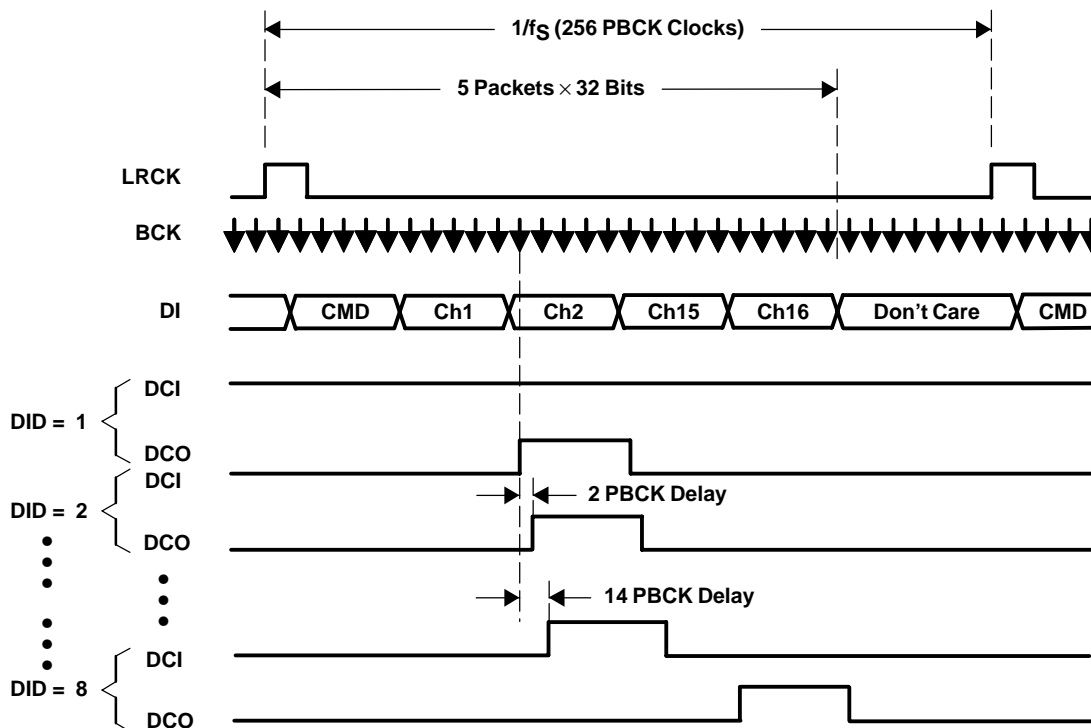 1/fS (256 PBCK Clocks)
5 Packets × 32 Bits
LRCK
BCK
DI
CMD
Ch1
Ch2
Ch15
Ch16
Don't Care
CMD
DID = 1
DCI
DCO
DID = 2
DCI
2 PBCK Delay
DCO
14 PBCK Delay
DID = 8
DCI
DCO